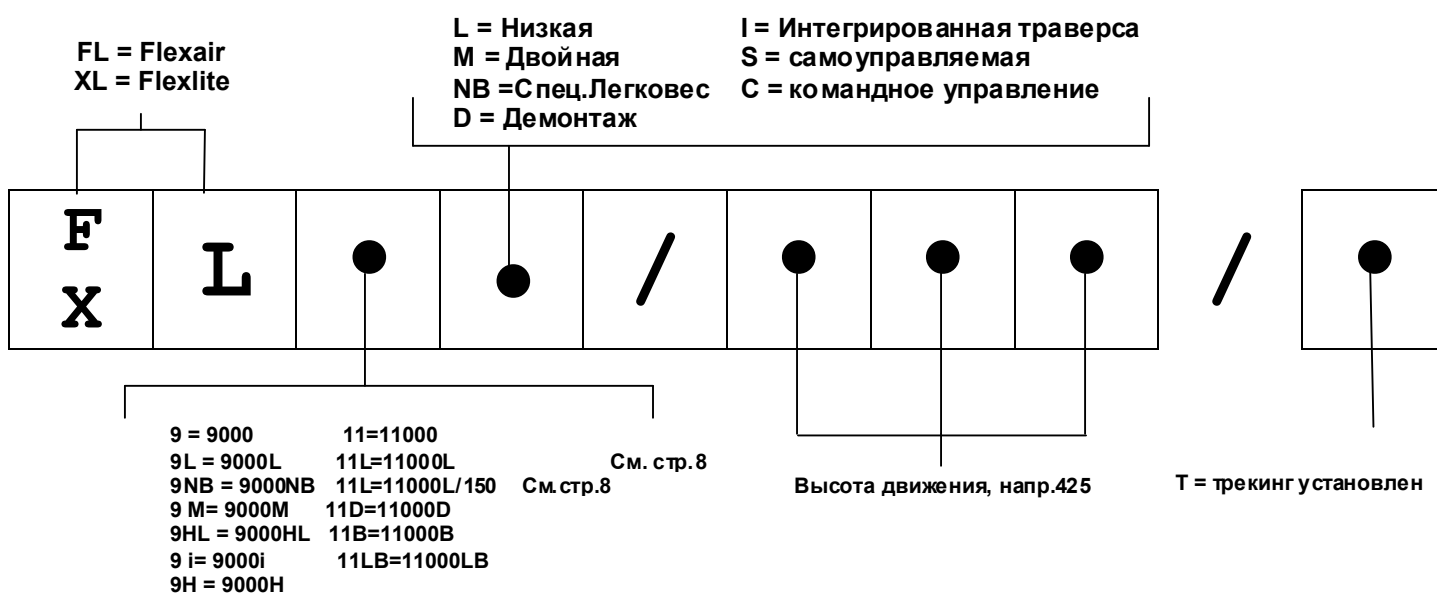 FL = Flexair
XL = Flexlite
L = Низкая
M = Двойная
NB =Спец.Легковес
D = Демонтаж
I = Интегрированная траверса
S = самоуправляемая
C = командное управление
F L / /
X
9 = 9000 11=11000
9L = 9000L 11L=11000L См. стр.8
9NB = 9000NB 11L=11000L/150 См.стр.8
9 M= 9000M 11D=11000D
9HL = 9000HL 11B=11000B
9 i= 9000i 11LB=11000LB
9H = 9000H
Высота движения, напр.425
T = трекинг установлен